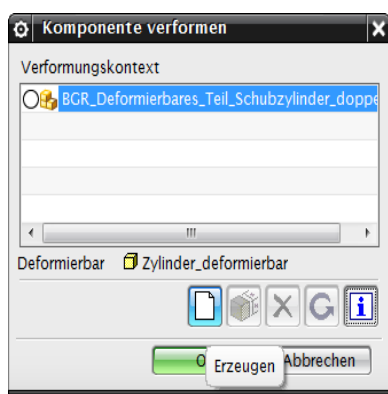 Komponente verformen
Verformungskontext
BGR_Deformierbares_Teil_Schubzylinder_doppe
Deformierbar Zylinder_deformierbar
O Abbrechen
Erzeugen